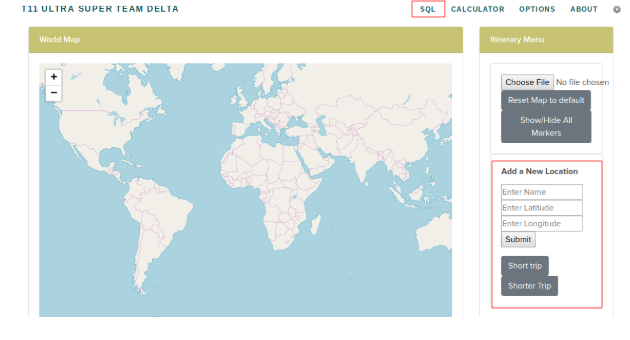 T11 ULTRA SUPER TEAM DELTA
SQL CALCULATOR OPTIONS ABOUT
World Map
Itinerary Menu
+
−
Choose File No file chosen
Reset Map to default
Show/Hide All
Markers
Add a New Location
Enter Name
Enter Latitude
Enter Longitude
Submit
Short trip
Shorter Trip